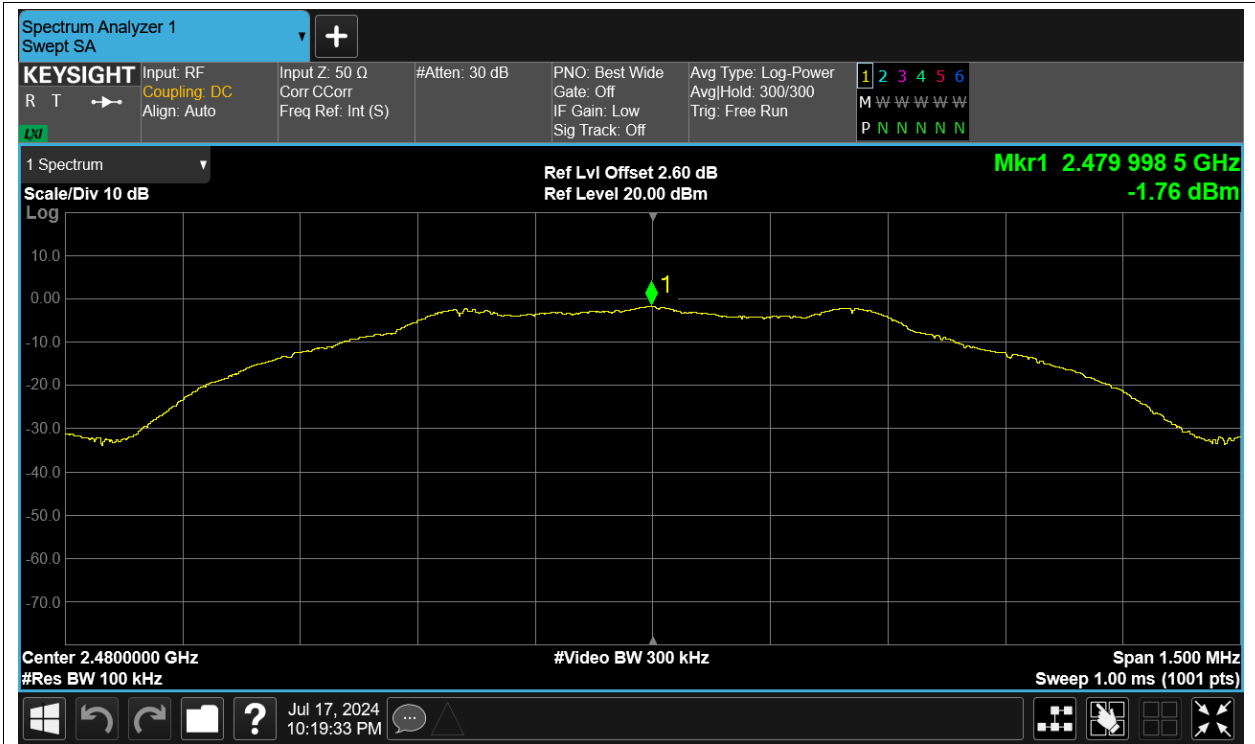 Spectrum Analyzer 1
Swept SA
+
KEYSIGHT
R T
LXI
Input: RF
Coupling: DC
Align: Auto
Input Z: 50 Ω
Corr CCorr
Freq Ref: Int (S)
#Atten: 30 dB
PNO: Best Wide
Gate: Off
IF Gain: Low
Sig Track: Off
Avg Type: Log-Power
Avg|Hold: 300/300
Trig: Free Run
1 2 3 4 5 6
M W W W W W
P N N N N N
1 Spectrum
Scale/Div 10 dB
Log
Ref Lvl Offset 2.60 dB
Ref Level 20.00 dBm
Mkr1 2.479 998 5 GHz
-1.76 dBm
1
10.0
0.00
-10.0
-20.0
-30.0
-40.0
-50.0
-60.0
-70.0
Center 2.4800000 GHz
#Res BW 100 kHz
#Video BW 300 kHz
Span 1.500 MHz
Sweep 1.00 ms (1001 pts)
?
Jul 17, 2024
10:19:33 PM